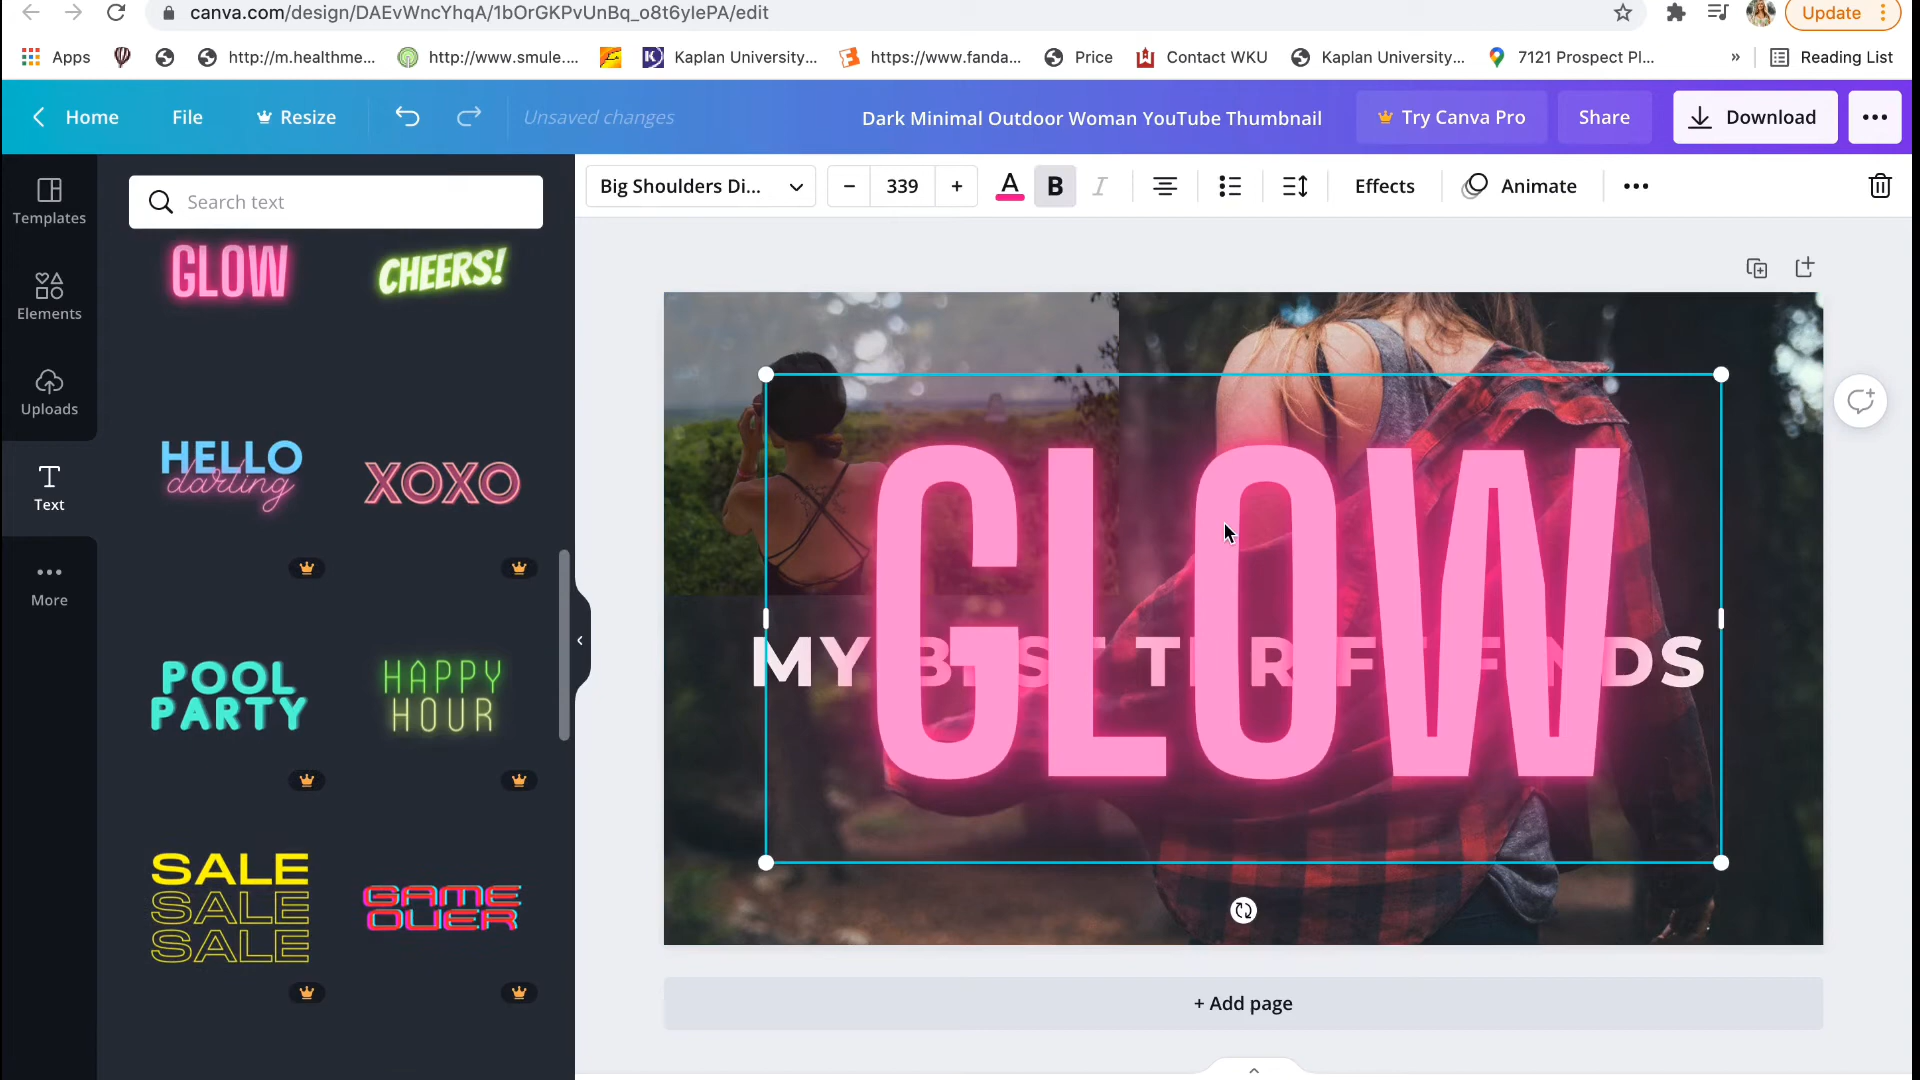 canva.com/design/DAEvWncYhqA/1bOrGKPvUnBq_o8t6ylePA/edit
Update
Apps
http://m.healthme...
http://www.smule....
Kaplan University...
https://www.fanda...
Price
Contact WKU
Kaplan University...
7121 Prospect Pl...
»
Reading List
Home
File
Resize
Unsaved changes
Dark Minimal Outdoor Woman YouTube Thumbnail
Try Canva Pro
Share
Download
Templates
Elements
Uploads
Text
More
Search text
GLOW
CHEERS!
HELLO
darling
XOXO
POOL
PARTY
HAPPY
HOUR
SALE
SALE
SALE
GAME
OVER
Big Shoulders Di...
339
A
B
I
Effects
Animate
GLOW
MY BEST THRIFT FINDS
+ Add page